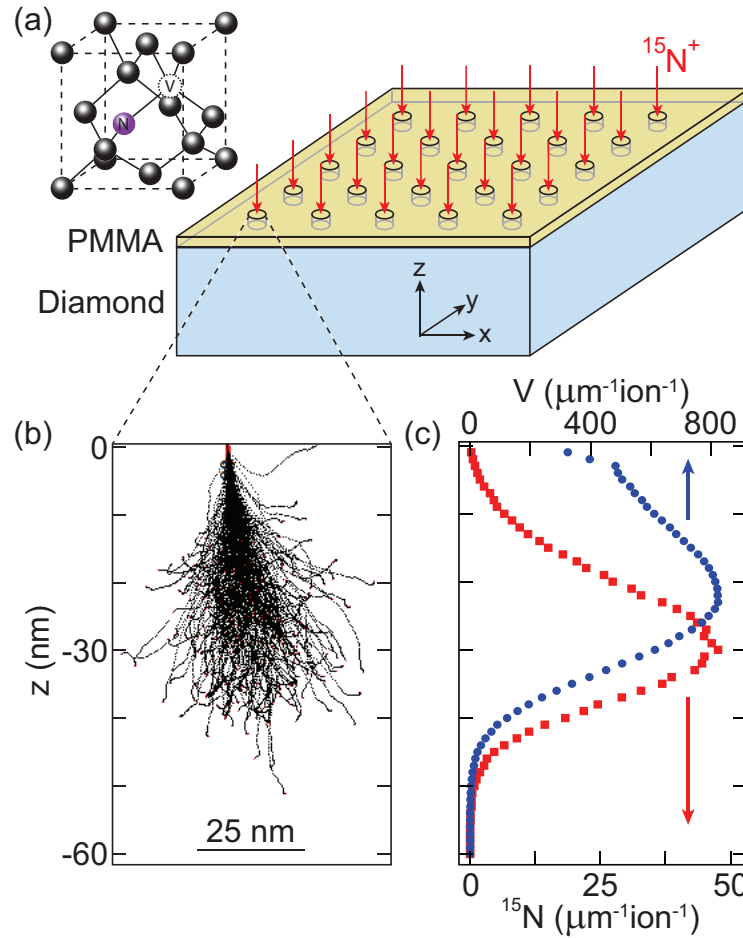 (a)
V
N
¹⁵N⁺
PMMA
Diamond
z
y
x
(b)
(c)
V (μm⁻¹ion⁻¹)
0 400 800
0
-30
-60
z (nm)
25 nm
0 25 50
¹⁵N (μm⁻¹ion⁻¹)